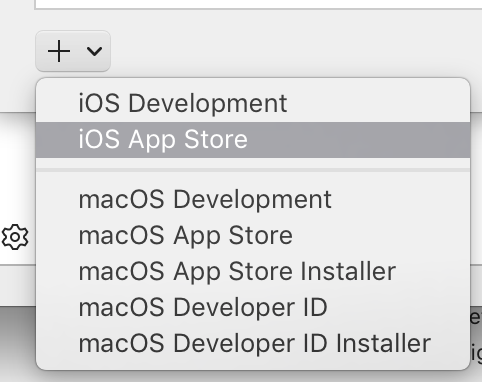 iOS Development
iOS App Store
macOS Development
macOS App Store
macOS App Store Installer
macOS Developer ID
macOS Developer ID Installer